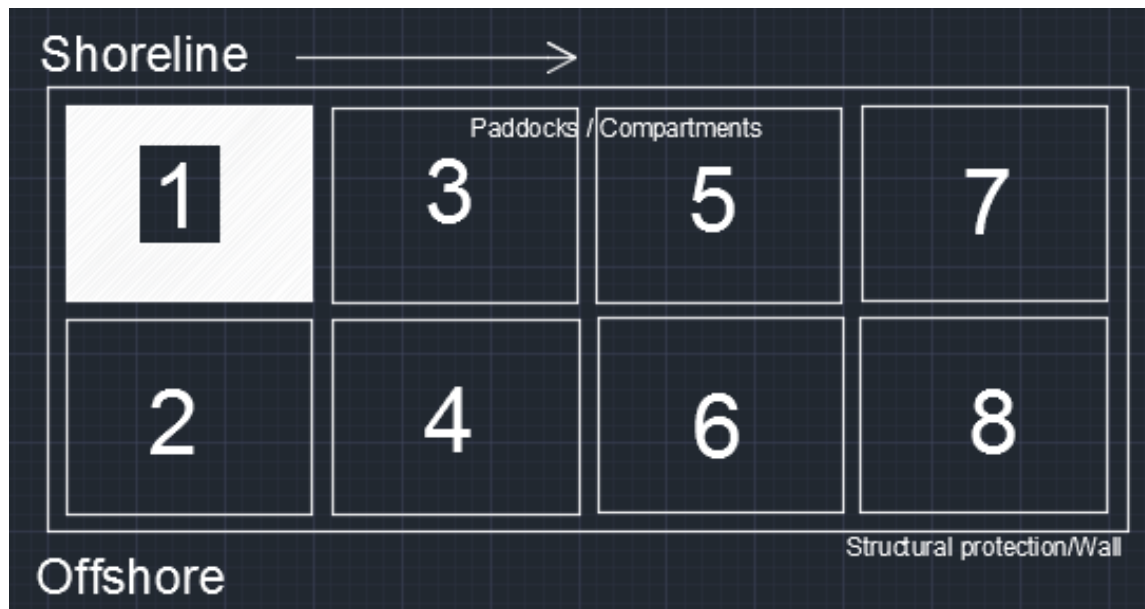 Shoreline
Paddocks / Compartments
1
3
5
7
2
4
6
8
Structural protection/Wall
Offshore